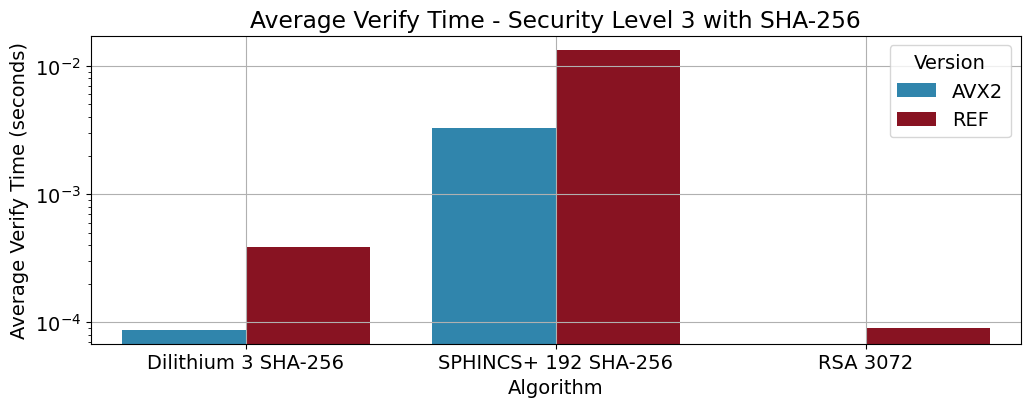 Average Verify Time - Security Level 3 with SHA-256
Average Verify Time (seconds)
10⁻²
10⁻³
10⁻⁴
Version
AVX2
REF
Dilithium 3 SHA-256
SPHINCS+ 192 SHA-256
RSA 3072
Algorithm